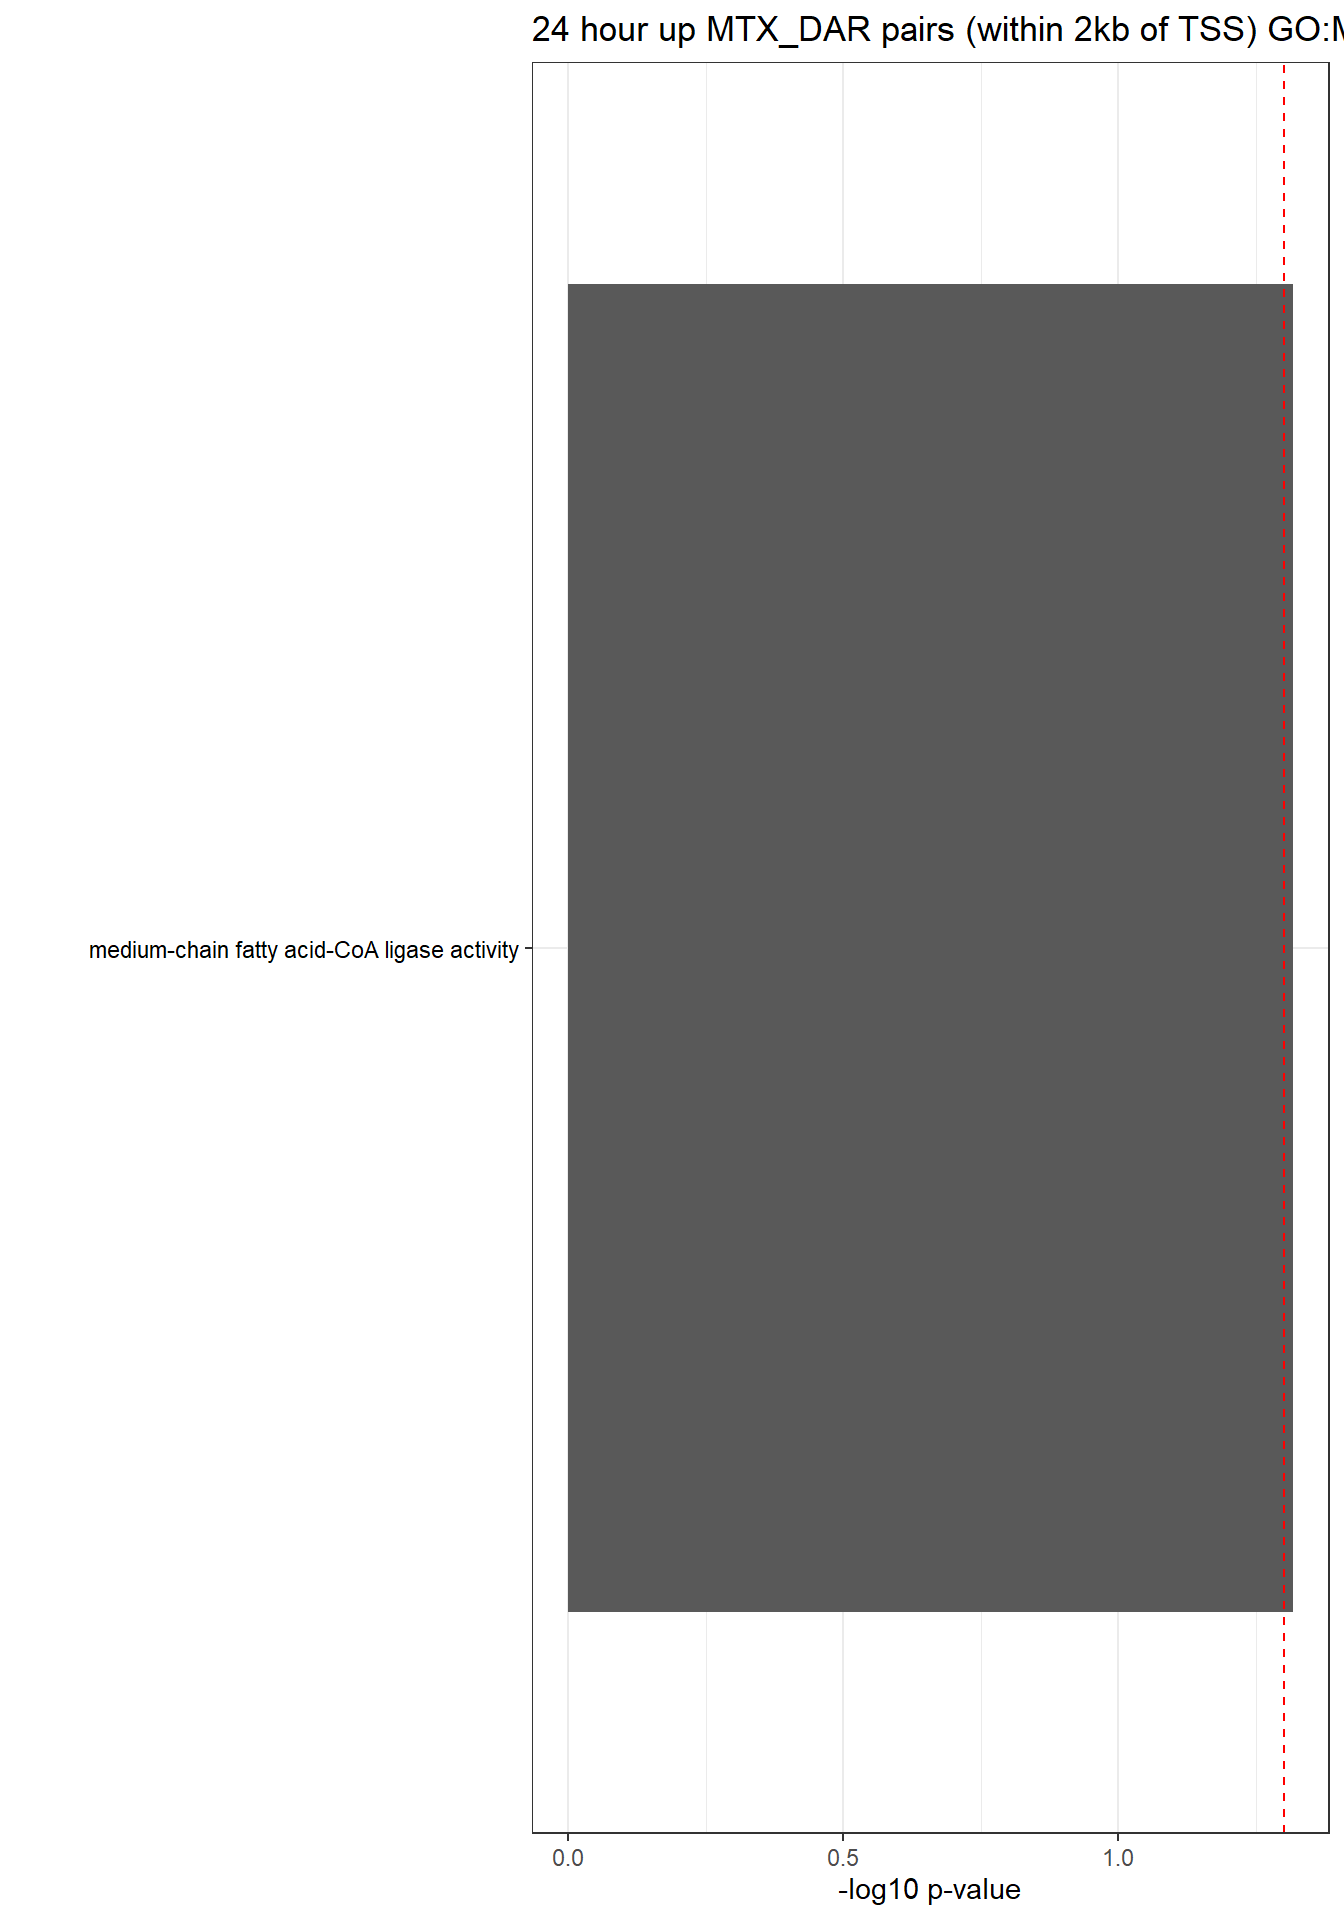 24 hour up MTX_DAR pairs (within 2kb of TSS) GO:M
medium-chain fatty acid-CoA ligase activity
0.0 0.5 1.0
-log10 p-value